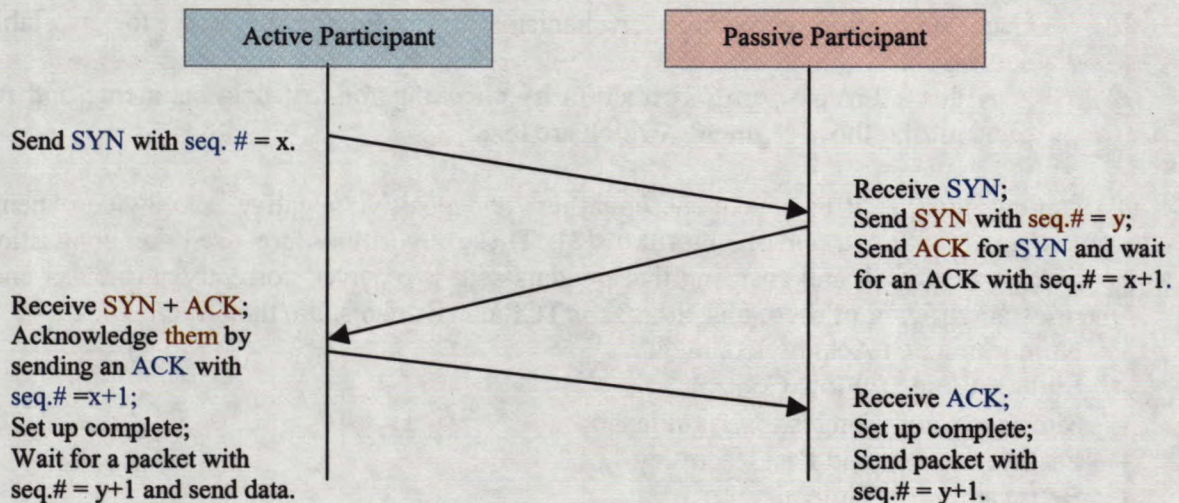 Active Participant
Passive Participant
Send SYN with seq. # = x.
Receive SYN;
Send SYN with seq.# = y;
Send ACK for SYN and wait
for an ACK with seq.# = x+1.
Receive SYN + ACK;
Acknowledge them by
sending an ACK with
seq.# =x+1;
Set up complete;
Wait for a packet with
seq.# = y+1 and send data.
Receive ACK;
Set up complete;
Send packet with
seq.# = y+1.